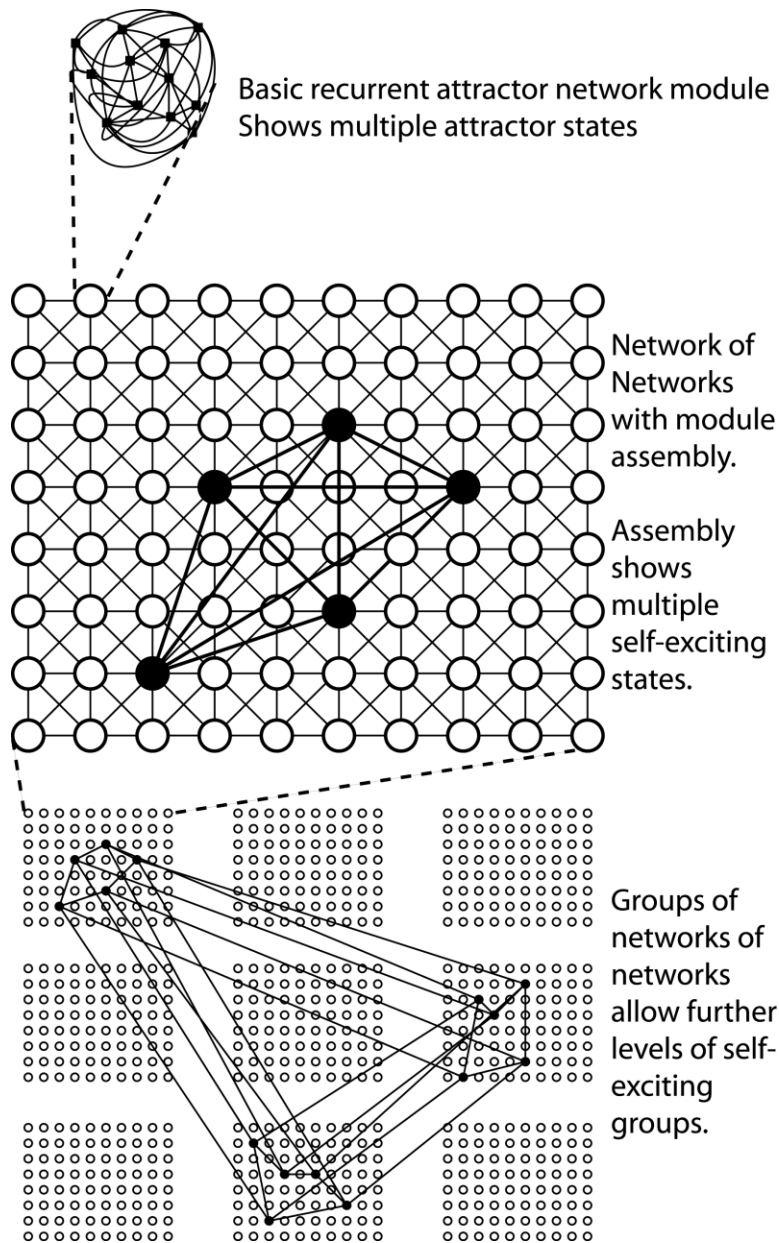 Basic recurrent attractor network module
Shows multiple attractor states
Network of
Networks
with module
assembly.
Assembly
shows
multiple
self-exciting
states.
Groups of
networks of
networks
allow further
levels of self-
exciting
groups.